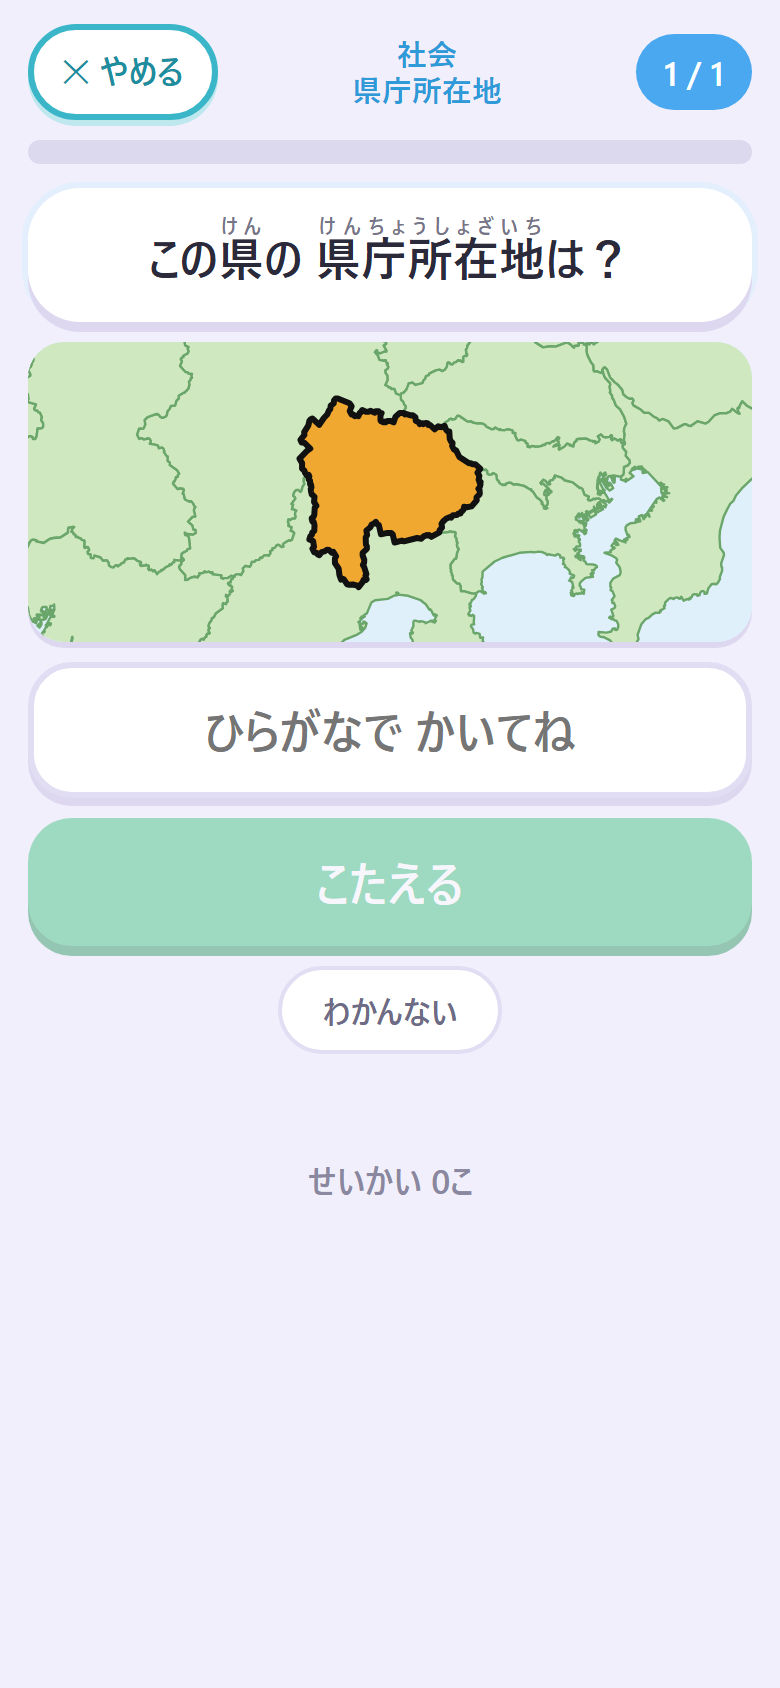 × やめる
社会
県庁所在地
1 / 1
けん けんちょうしょざいち
この県の 県庁所在地は？
ひらがなで かいてね
こたえる
わかんない
せいかい 0こ